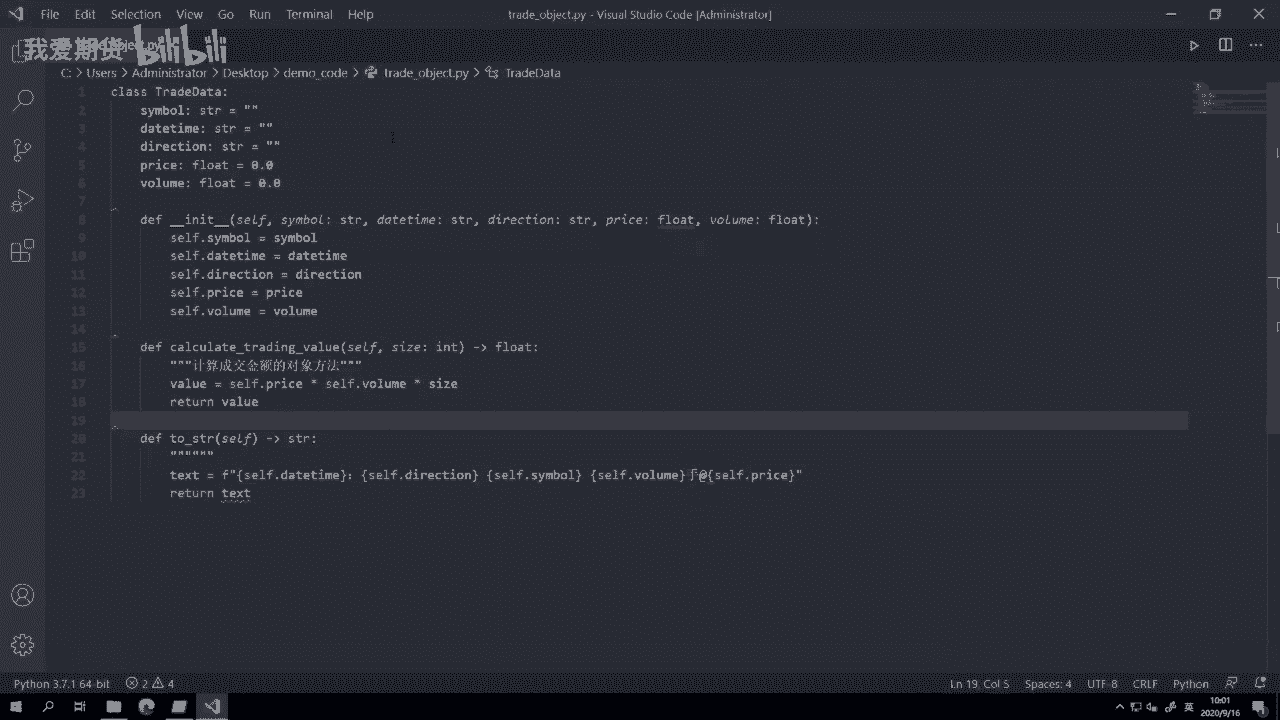 File Edit Selection View Go Run Terminal Help
trade_object.py - Visual Studio Code [Administrator]
我爱期货 bilibili
C: > Users > Administrator > Desktop > demo_code > trade_object.py > TradeData
1 class TradeData:
2 symbol: str = ""
3 datetime: str = ""
4 direction: str = ""
5 price: float = 0.0
6 volume: float = 0.0
7
8 def __init__(self, symbol: str, datetime: str, direction: str, price: float, volume: float):
9 self.symbol = symbol
10 self.datetime = datetime
11 self.direction = direction
12 self.price = price
13 self.volume = volume
14
15 def calculate_trading_value(self, size: int) -> float:
16 """计算成交金额的对象方法"""
17 value = self.price * self.volume * size
18 return value
19
20 def to_str(self) -> str:
21 """"""
22 text = f"{self.datetime}: {self.direction} {self.symbol} {self.volume}手@{self.price}"
23 return text
Python 3.7.1 64-bit 2 4
Ln 19, Col 5 Spaces: 4 UTF-8 CRLF Python
英
10:01
2020/9/16